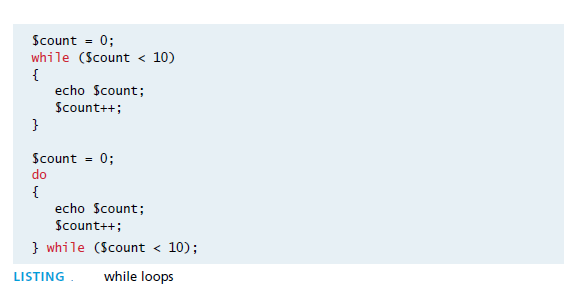 $count = 0;
while ($count < 10)
{
   echo $count;
   $count++;
}

$count = 0;
do
{
   echo $count;
   $count++;
} while ($count < 10);
LISTING . while loops